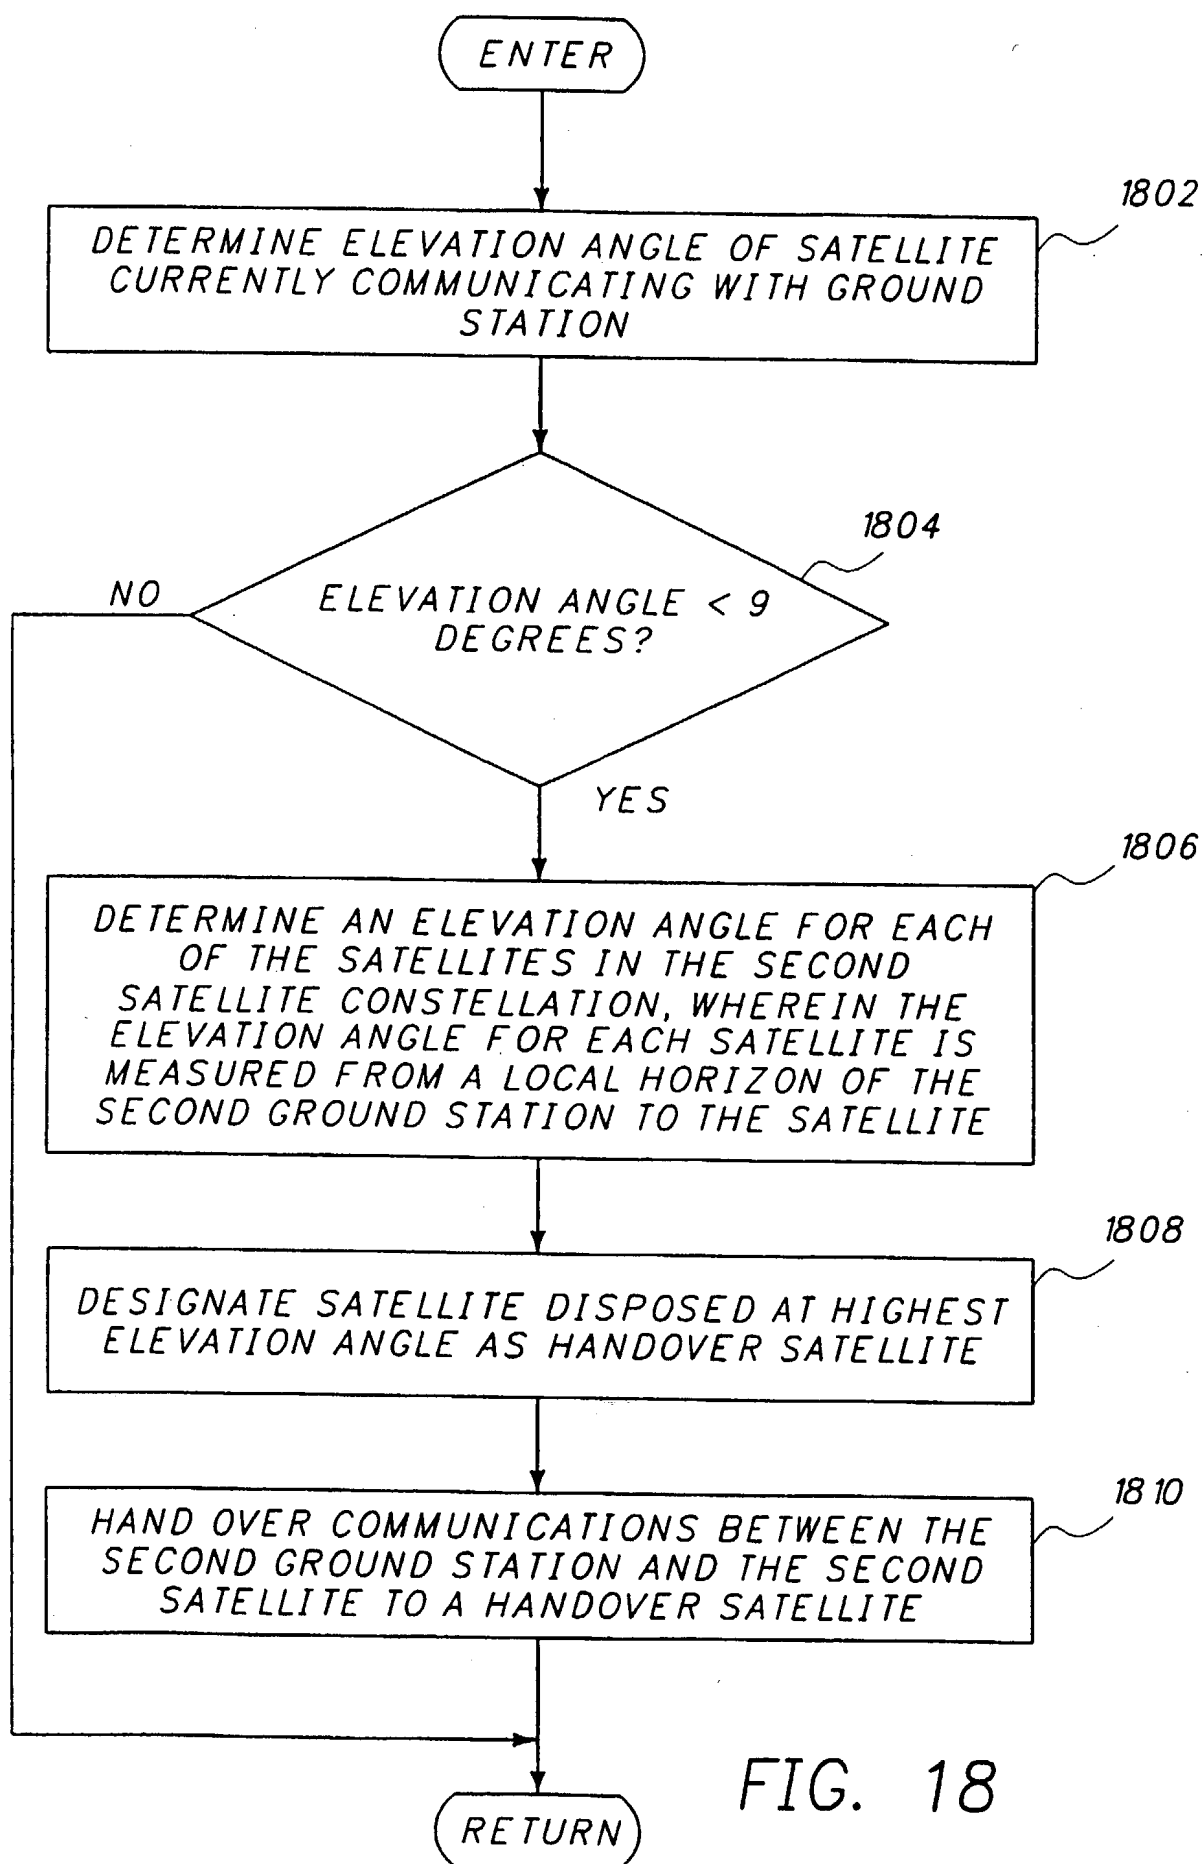 ENTER
1802
DETERMINE ELEVATION ANGLE OF SATELLITE
CURRENTLY COMMUNICATING WITH GROUND
STATION
1804
NO
ELEVATION ANGLE < 9
DEGREES?
YES
1806
DETERMINE AN ELEVATION ANGLE FOR EACH
OF THE SATELLITES IN THE SECOND
SATELLITE CONSTELLATION, WHEREIN THE
ELEVATION ANGLE FOR EACH SATELLITE IS
MEASURED FROM A LOCAL HORIZON OF THE
SECOND GROUND STATION TO THE SATELLITE
1808
DESIGNATE SATELLITE DISPOSED AT HIGHEST
ELEVATION ANGLE AS HANDOVER SATELLITE
1810
HAND OVER COMMUNICATIONS BETWEEN THE
SECOND GROUND STATION AND THE SECOND
SATELLITE TO A HANDOVER SATELLITE
FIG. 18
RETURN